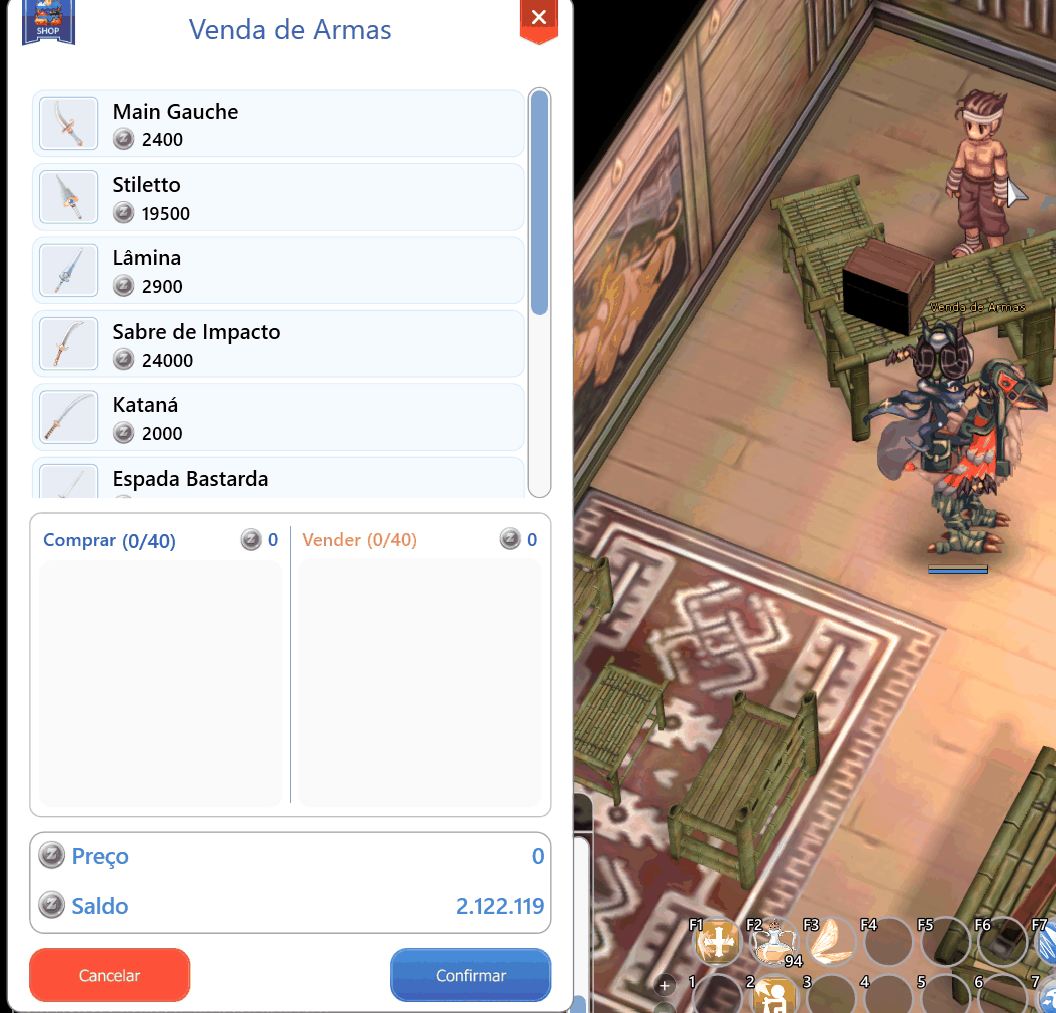 SHOP
Venda de Armas
Main Gauche
2400
Stiletto
19500
Lâmina
2900
Sabre de Impacto
24000
Kataná
2000
Espada Bastarda
Comprar (0/40) 0
Vender (0/40) 0
Preço 0
Saldo 2.122.119
Cancelar
Confirmar
Venda de Armas
F1 F2 F3 F4 F5 F6 F7
94
1 2 3 4 5 6 7